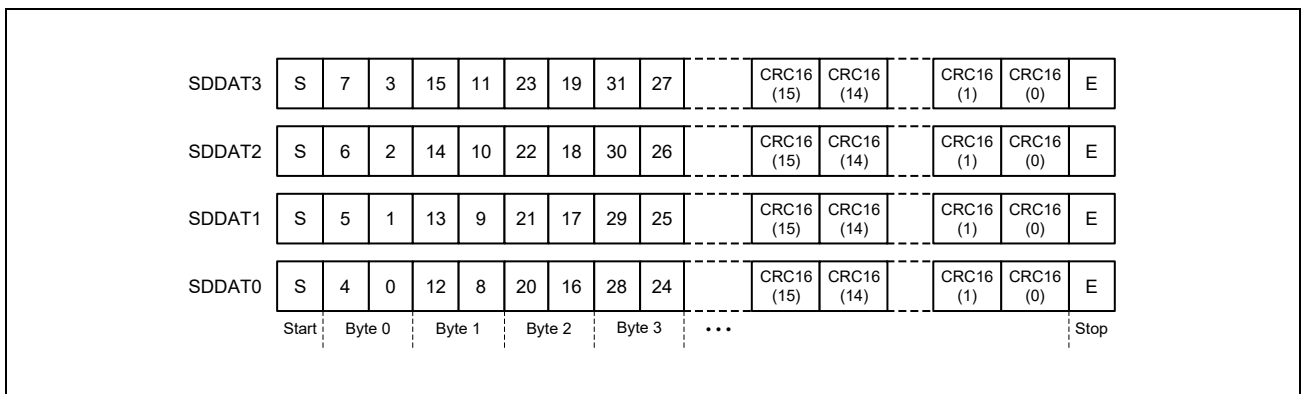 SDDAT3 S 7 3 15 11 23 19 31 27 CRC16 (15) CRC16 (14) CRC16 (1) CRC16 (0) E
SDDAT2 S 6 2 14 10 22 18 30 26 CRC16 (15) CRC16 (14) CRC16 (1) CRC16 (0) E
SDDAT1 S 5 1 13 9 21 17 29 25 CRC16 (15) CRC16 (14) CRC16 (1) CRC16 (0) E
SDDAT0 S 4 0 12 8 20 16 28 24 CRC16 (15) CRC16 (14) CRC16 (1) CRC16 (0) E
Start Byte 0 Byte 1 Byte 2 Byte 3 • • • Stop